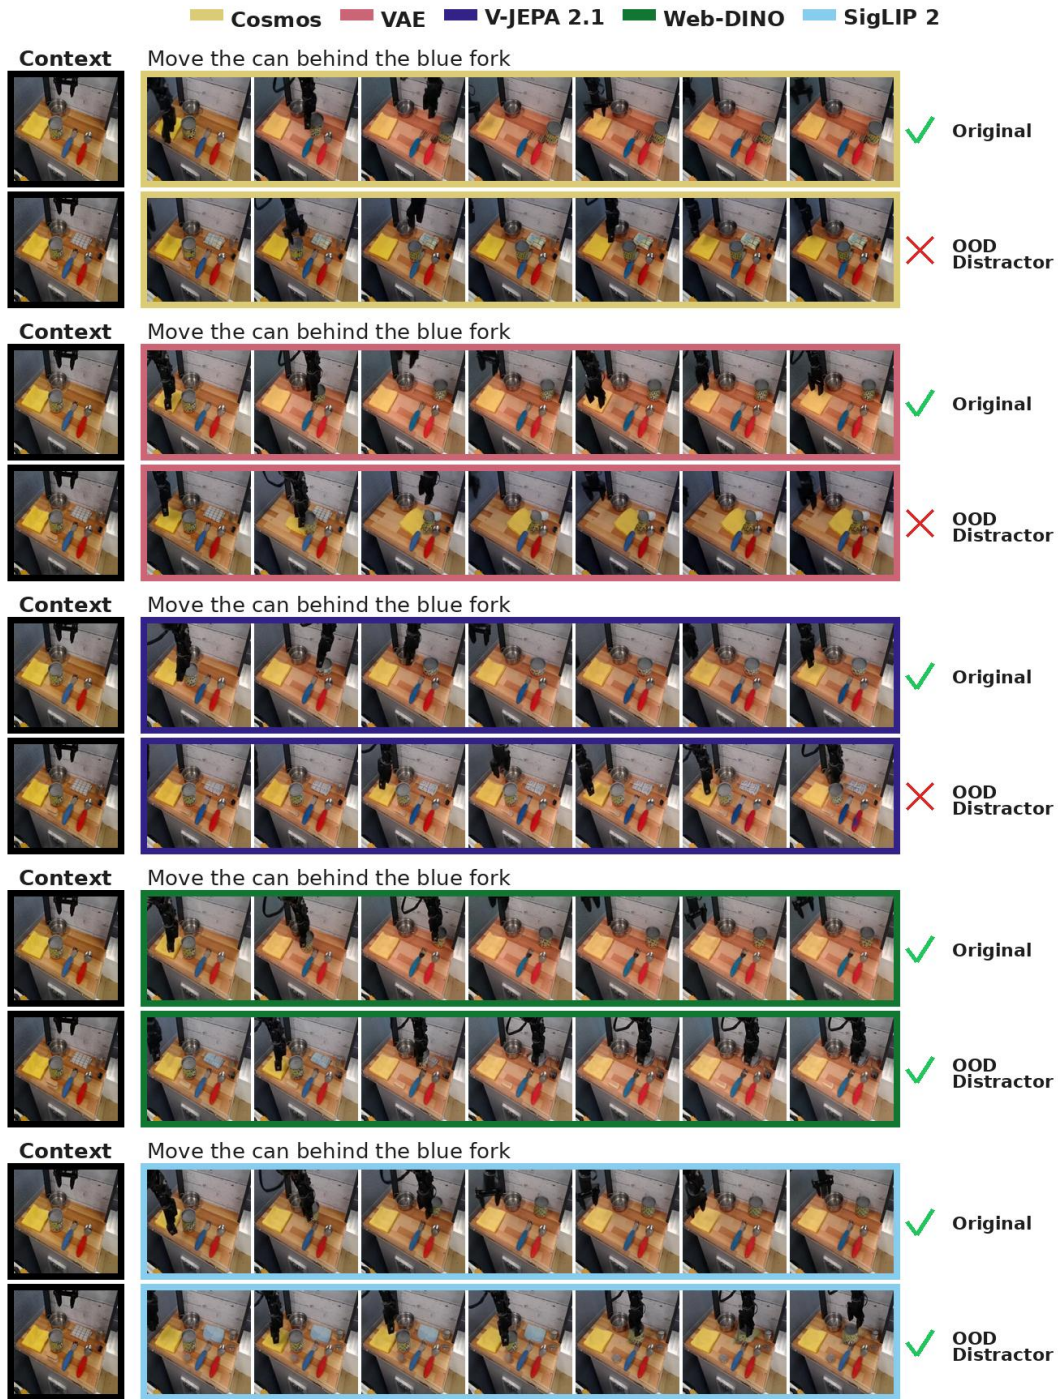 Cosmos VAE V-JEPA 2.1 Web-DINO SigLIP 2
Context Move the can behind the blue fork
Original
OOD
Distractor
Context Move the can behind the blue fork
Original
OOD
Distractor
Context Move the can behind the blue fork
Original
OOD
Distractor
Context Move the can behind the blue fork
Original
OOD
Distractor
Context Move the can behind the blue fork
Original
OOD
Distractor